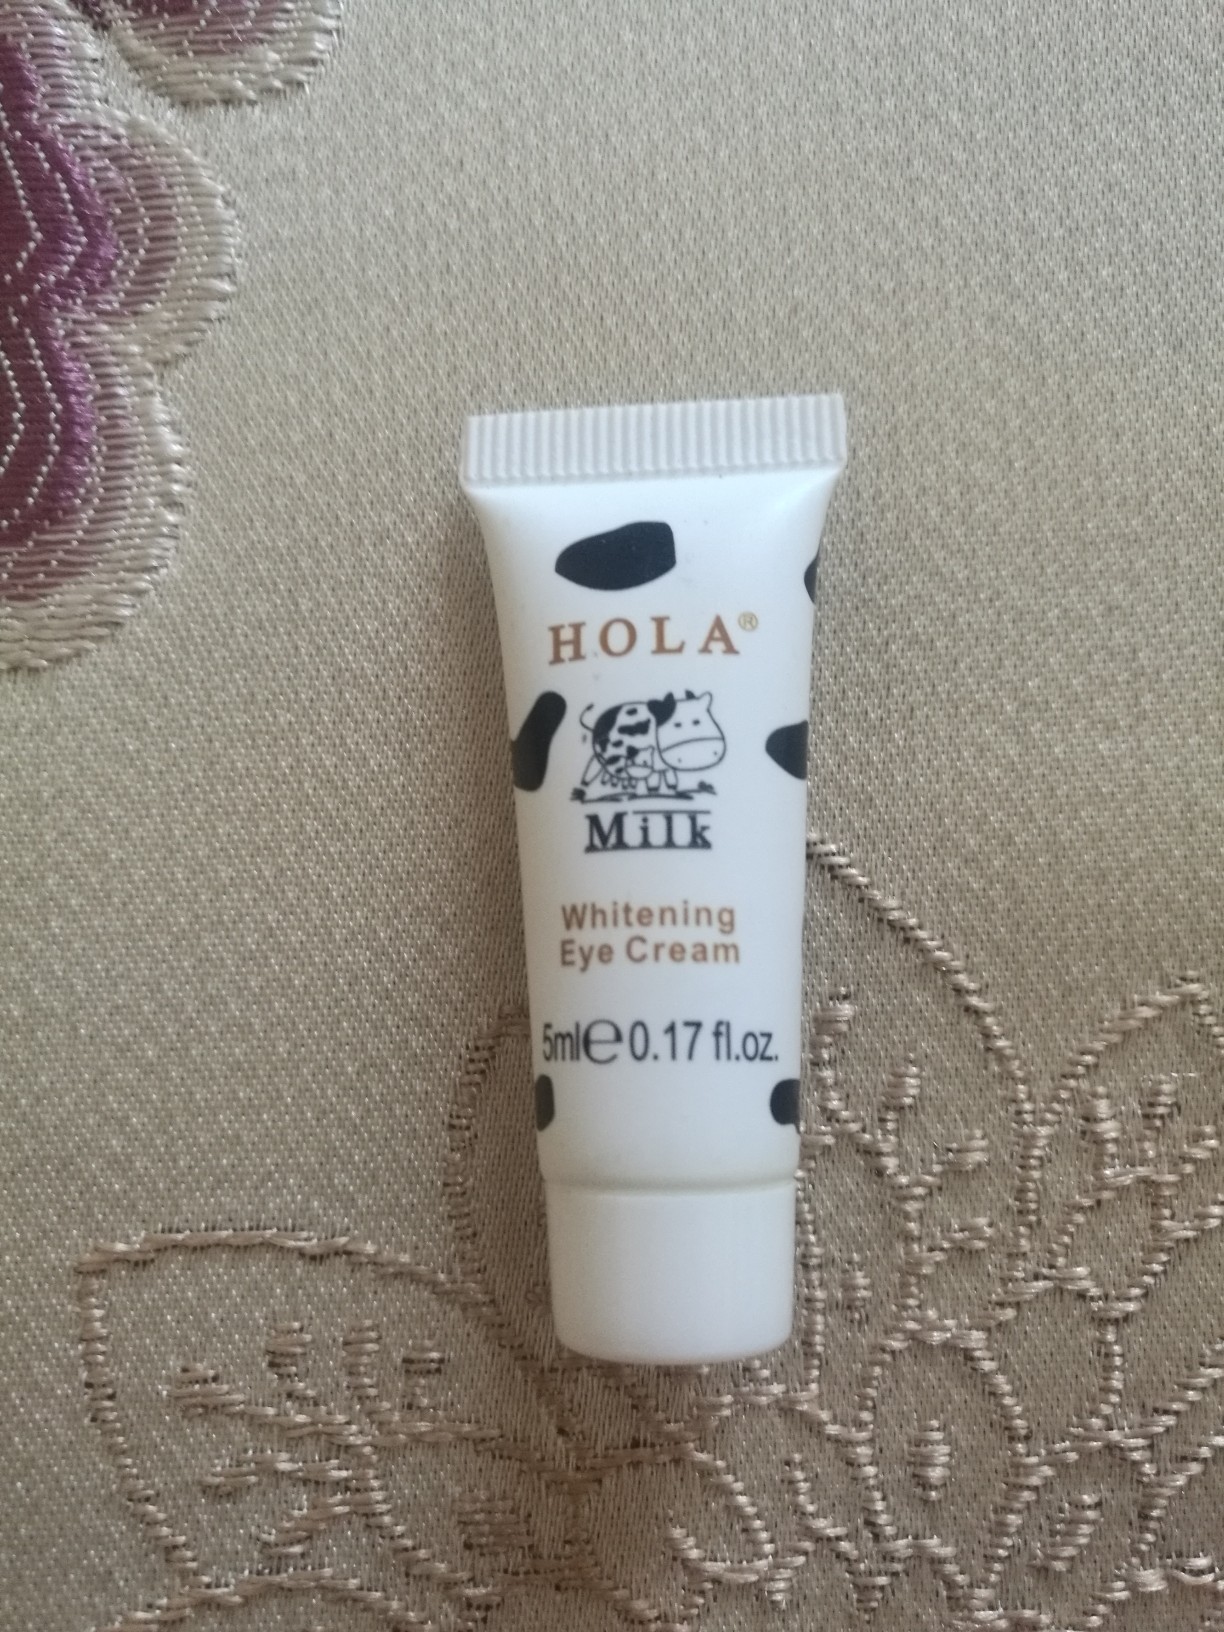 HOLA®
Milk
Whitening
Eye Cream
5ml℮0.17 fl.oz.